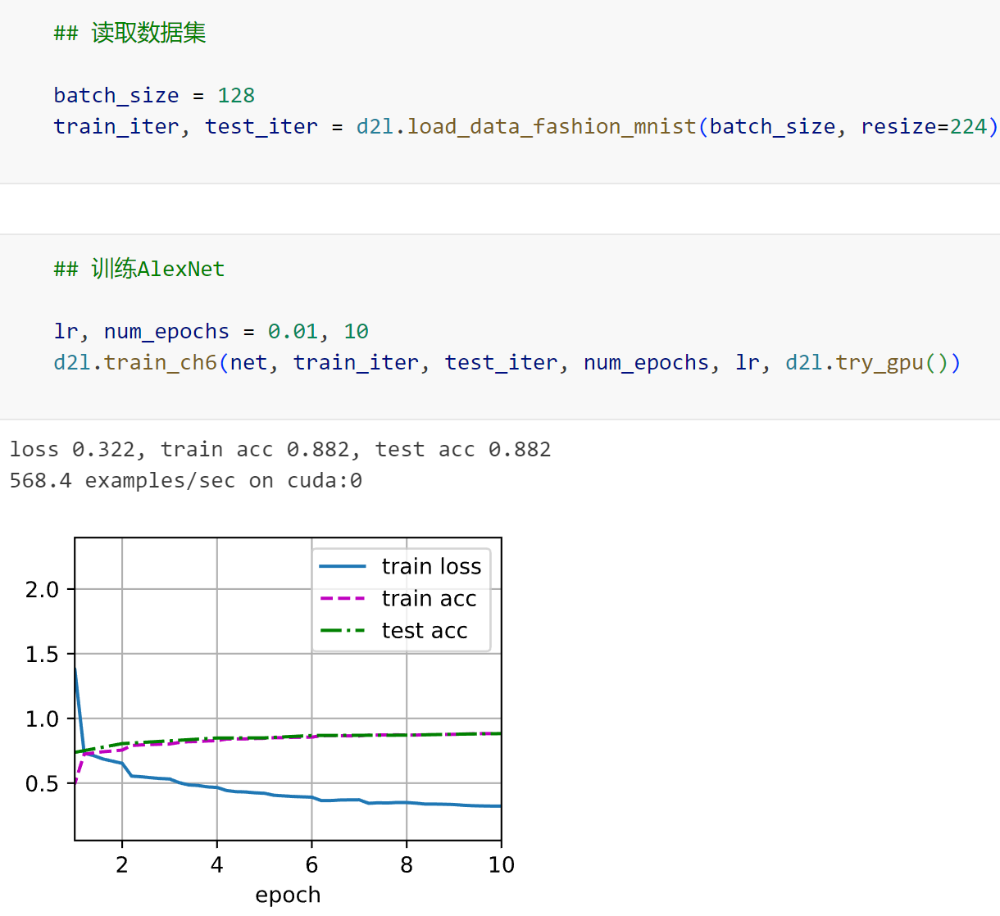 ## 读取数据集
batch_size = 128
train_iter, test_iter = d2l.load_data_fashion_mnist(batch_size, resize=224)
## 训练AlexNet
lr, num_epochs = 0.01, 10
d2l.train_ch6(net, train_iter, test_iter, num_epochs, lr, d2l.try_gpu())
loss 0.322, train acc 0.882, test acc 0.882
568.4 examples/sec on cuda:0
train loss
train acc
test acc
2.0
1.5
1.0
0.5
2 4 6 8 10
epoch